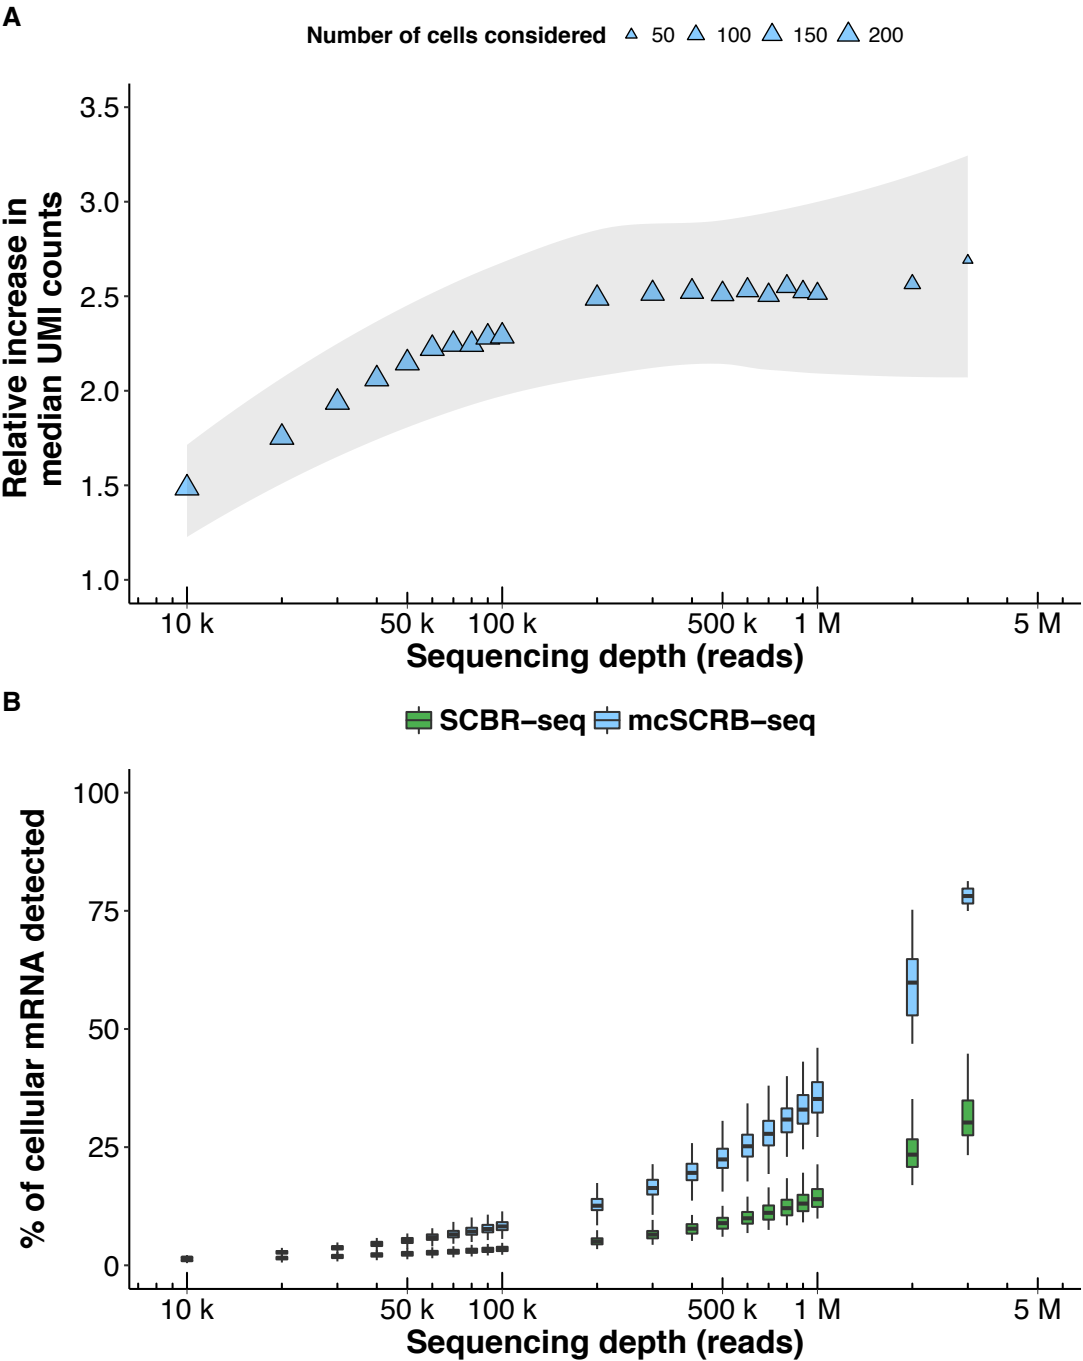 A
Number of cells considered 50 100 150 200
3.5
3.0
2.5
2.0
1.5
1.0
Relative increase in
median UMI counts
10 k 50 k 100 k 500 k 1 M 5 M
Sequencing depth (reads)
B
SCBR–seq mcSCRB–seq
100
75
50
25
0
% of cellular mRNA detected
10 k 50 k 100 k 500 k 1 M 5 M
Sequencing depth (reads)